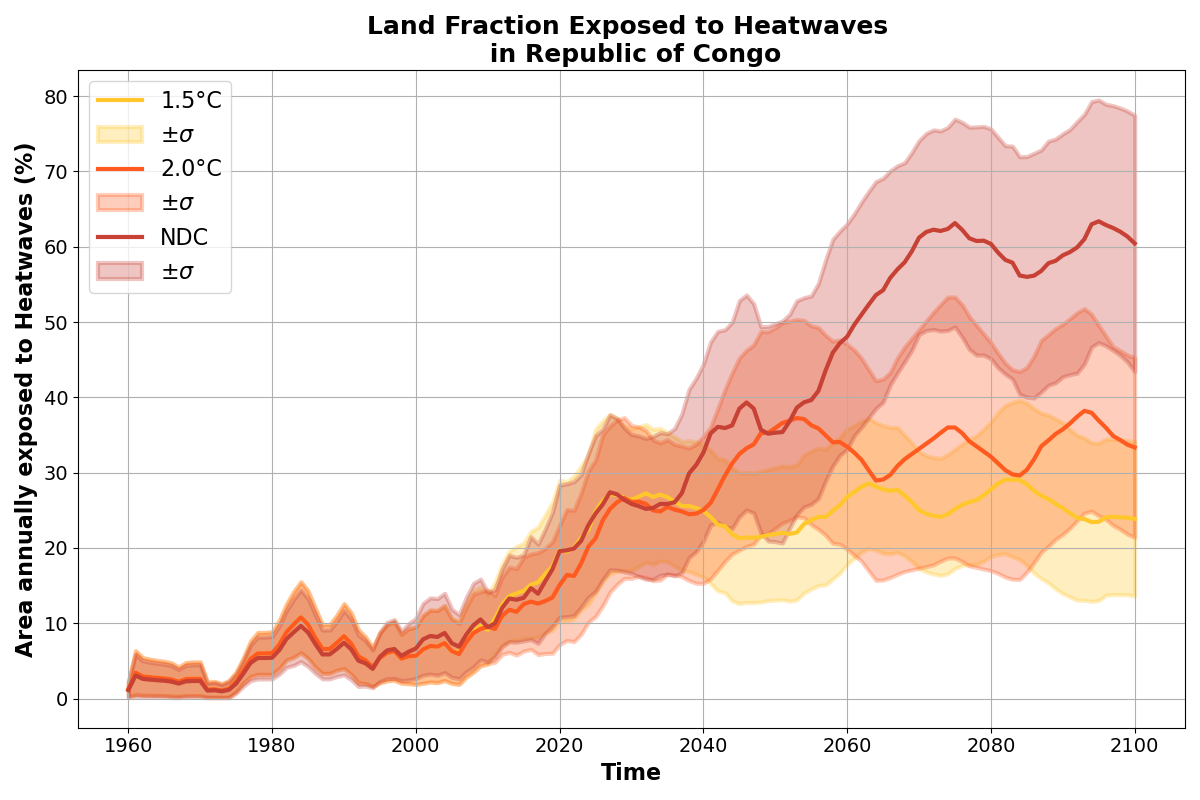 Land Fraction Exposed to Heatwaves
in Republic of Congo
1.5°C
±σ
2.0°C
±σ
NDC
±σ
Area annually exposed to Heatwaves (%)
80
70
60
50
40
30
20
10
0
1960
1980
2000
2020
2040
2060
2080
2100
Time